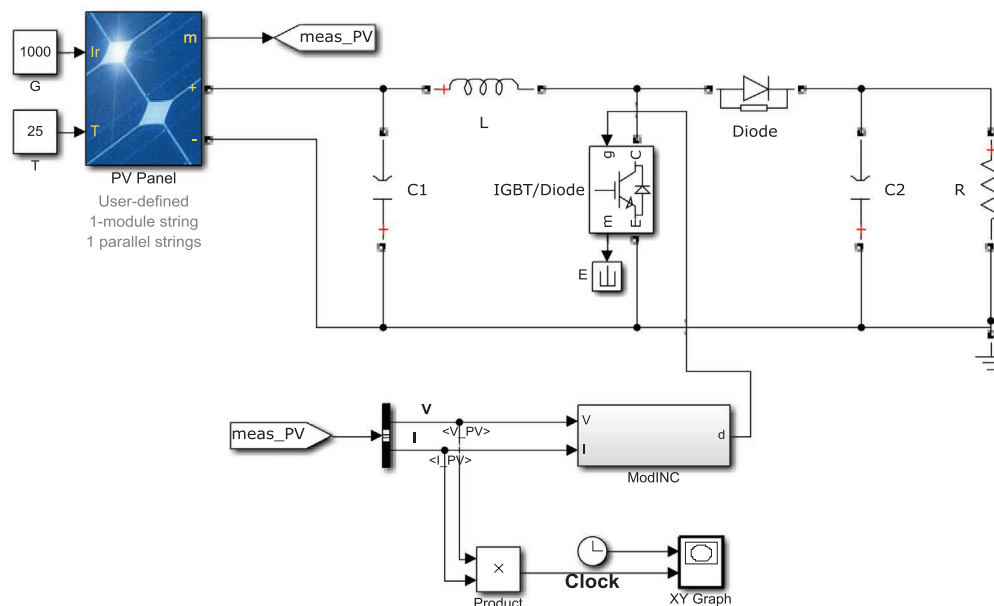 1000
Ir
m
meas_PV
G
+
25
T
-
T
PV Panel
User-defined
1-module string
1 parallel strings
+
L
Diode
C1
+
g
C
IGBT/Diode
m
E
E
C2
+
R
+
meas_PV
V
<V_PV>
I
<I_PV>
V
I
d
ModINC
×
Product
Clock
XY Graph